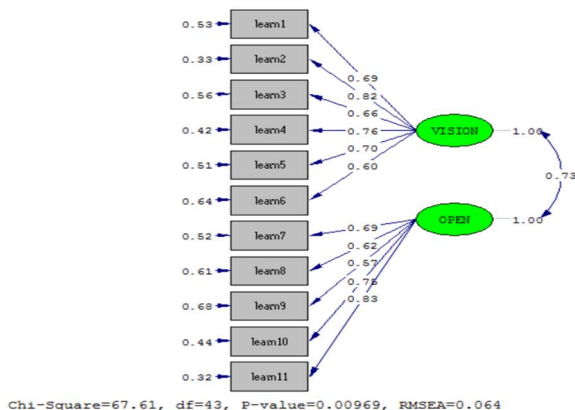 0.53 learn1
0.33 learn2
0.69
0.82
0.56 learn3
0.66
0.42 learn4
0.76
VISION 1.00
0.51 learn5
0.70
0.60
0.73
0.64 learn6
OPEN 1.00
0.52 learn7
0.69
0.62
0.61 learn8
0.57
0.75
0.68 learn9
0.83
0.44 learn10
0.32 learn11
Chi-Square=67.61, df=43, P-value=0.00969, RMSEA=0.064